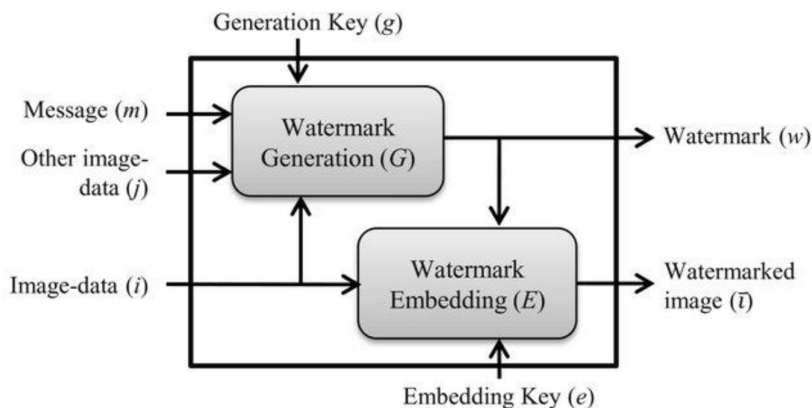 Generation Key (g)
Message (m)
Watermark
Generation (G)
Watermark (w)
Other image-
data (j)
Image-data (i)
Watermark
Embedding (E)
Watermarked
image (ī)
Embedding Key (e)